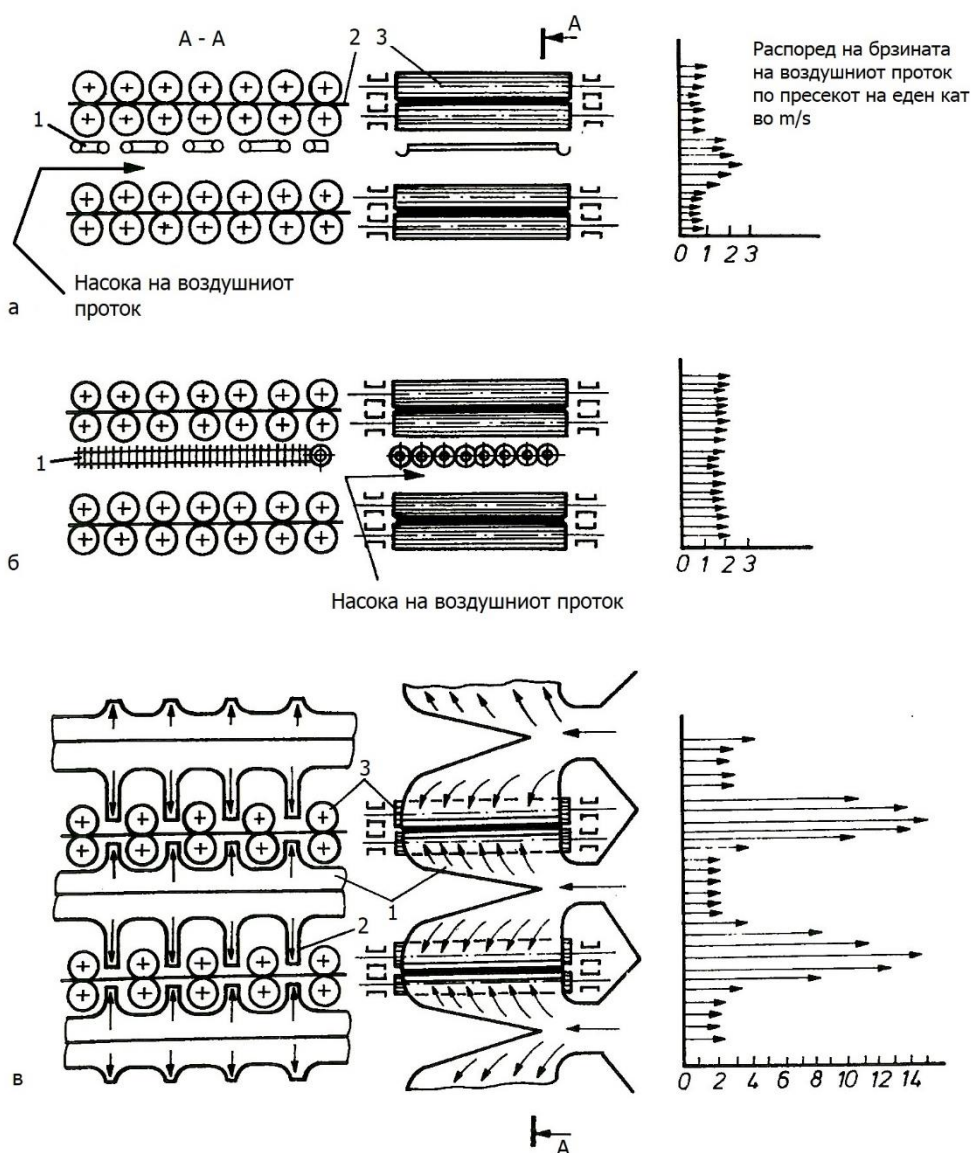 A - A
2
3
A
1
Насока на воздушниот
проток
а
Распоред на брзината
на воздушниот проток
по пресекот на еден кат
во m/s
0 1 2 3
1
б
Насока на воздушниот проток
0 1 2 3
3
1
2
в
A
0 2 4 6 8 10 12 14